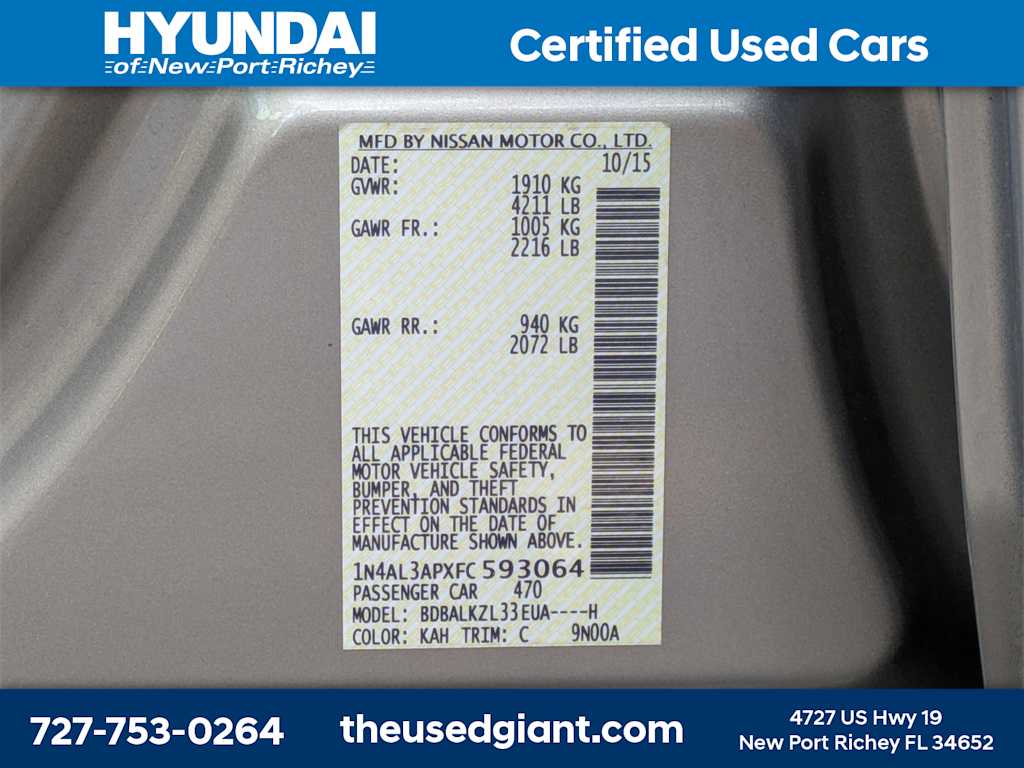 HYUNDAI
of New Port Richey
Certified Used Cars
MFD BY NISSAN MOTOR CO., LTD.
DATE: 10/15
GVWR: 1910 KG
4211 LB
GAWR FR.: 1005 KG
2216 LB
GAWR RR.: 940 KG
2072 LB
THIS VEHICLE CONFORMS TO
ALL APPLICABLE FEDERAL
MOTOR VEHICLE SAFETY,
BUMPER, AND THEFT
PREVENTION STANDARDS IN
EFFECT ON THE DATE OF
MANUFACTURE SHOWN ABOVE.
1N4AL3APXFC593064
PASSENGER CAR 470
MODEL: BDBALKZL33EUA----H
COLOR: KAH TRIM: C 9N00A
727-753-0264
theusedgiant.com
4727 US Hwy 19
New Port Richey FL 34652